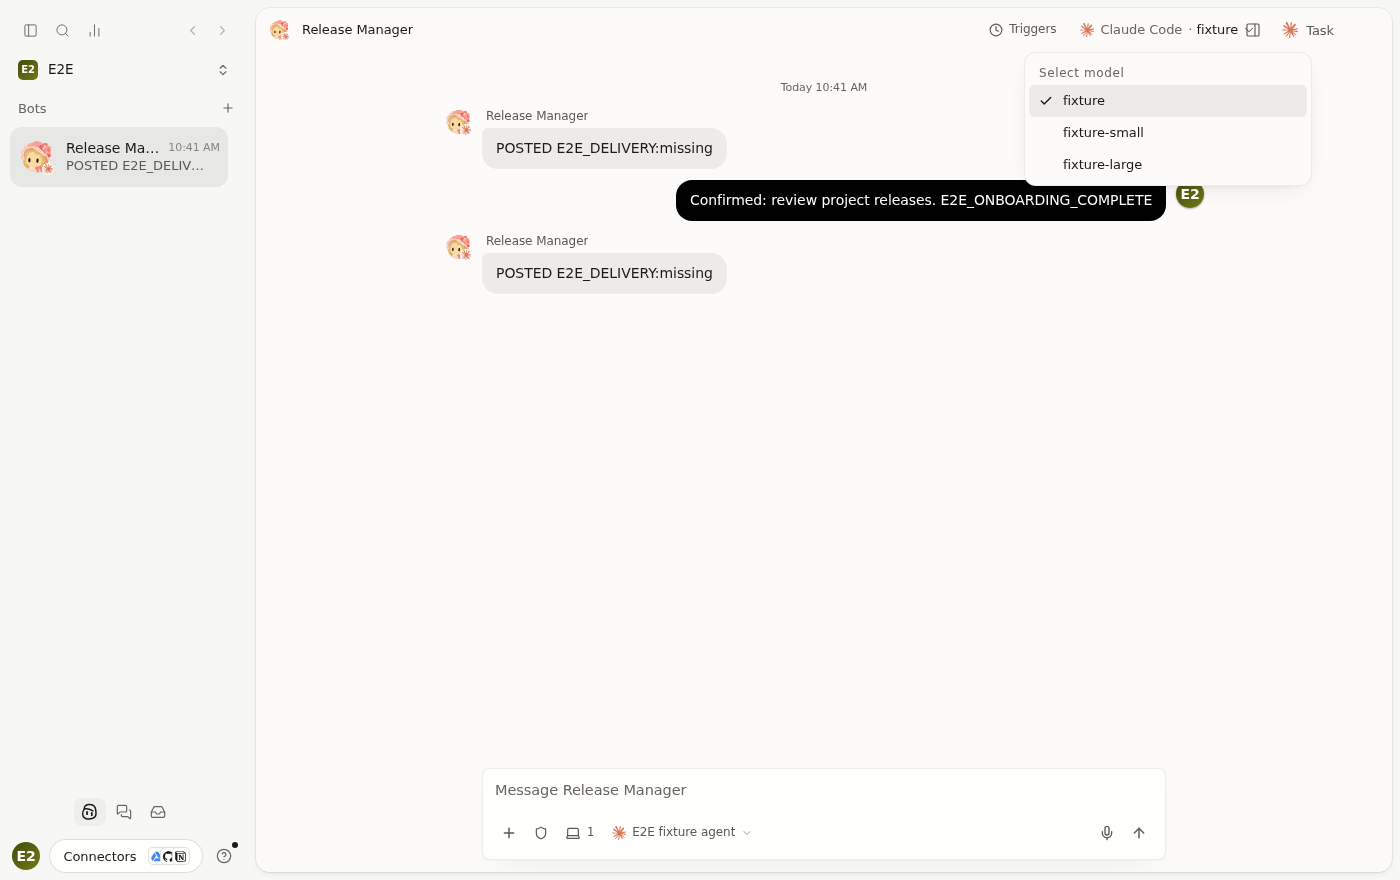 Release Manager
Triggers
Claude Code · fixture
Task
E2 E2E
Bots
Release Ma... 10:41 AM
POSTED E2E_DELIV...
Select model
fixture
fixture-small
fixture-large
Today 10:41 AM
Release Manager
POSTED E2E_DELIVERY:missing
Confirmed: review project releases. E2E_ONBOARDING_COMPLETE
E2
Release Manager
POSTED E2E_DELIVERY:missing
Message Release Manager
1 E2E fixture agent
E2 Connectors